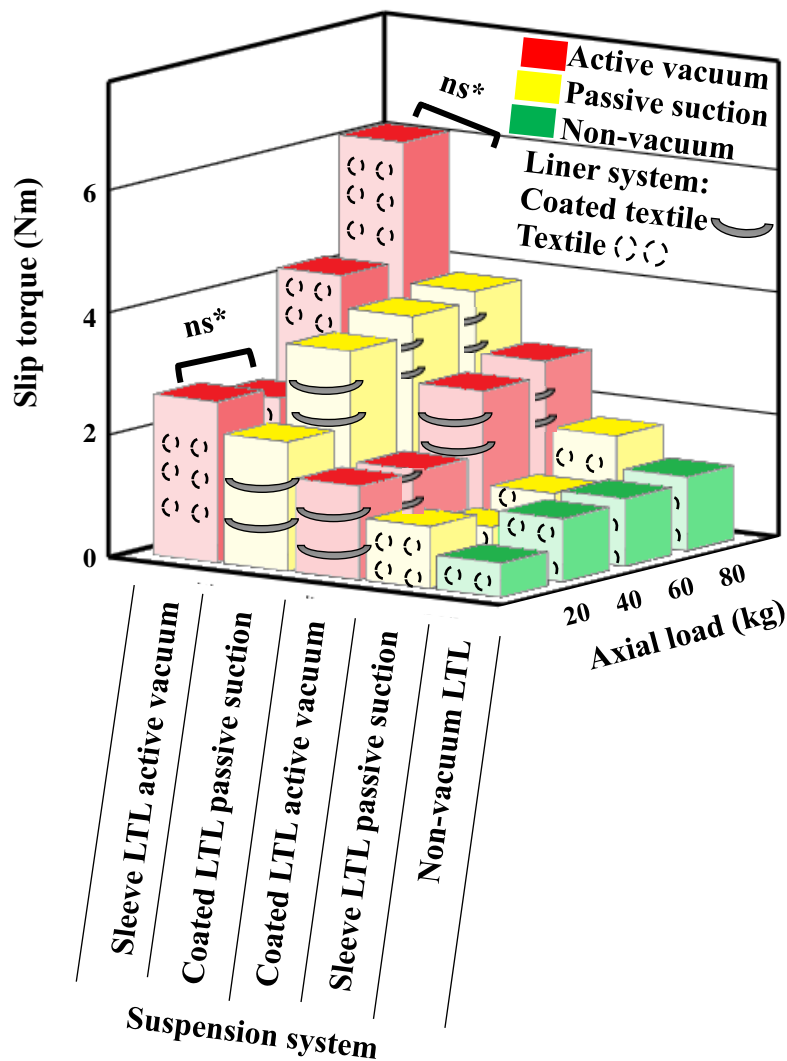 Active vacuum
Passive suction
Non-vacuum
Liner system:
Coated textile
Textile
ns*
ns*
Slip torque (Nm)
6
4
2
0
20
40
60
80
Axial load (kg)
Sleeve LTL active vacuum
Coated LTL passive suction
Coated LTL active vacuum
Sleeve LTL passive suction
Non-vacuum LTL
Suspension system